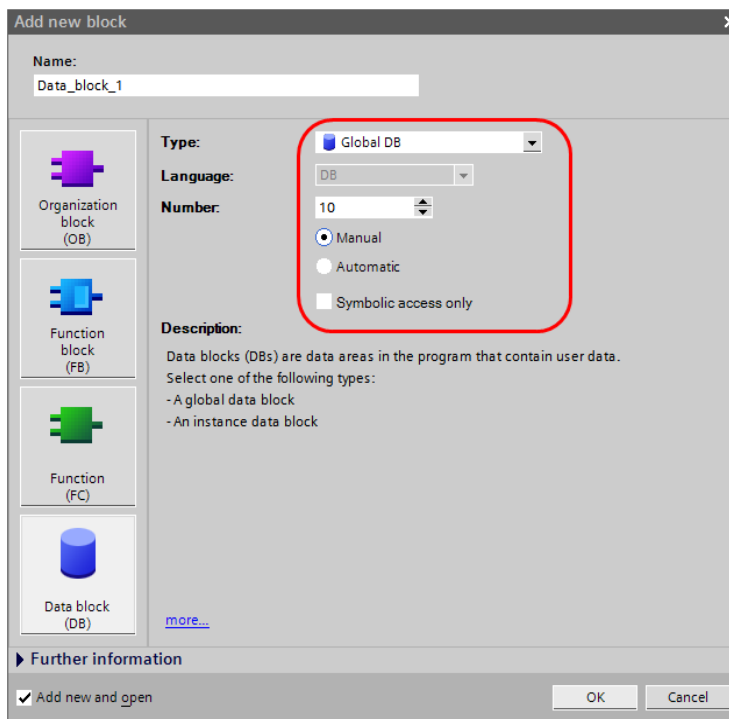 Add new block
Name:
Data_block_1
Organization
block
(OB)
Function
block
(FB)
Function
(FC)
Data block
(DB)
Type:
Global DB
Language:
DB
Number:
10
Manual
Automatic
Symbolic access only
Description:
Data blocks (DBs) are data areas in the program that contain user data.
Select one of the following types:
- A global data block
- An instance data block
more...
Further information
Add new and open
OK
Cancel